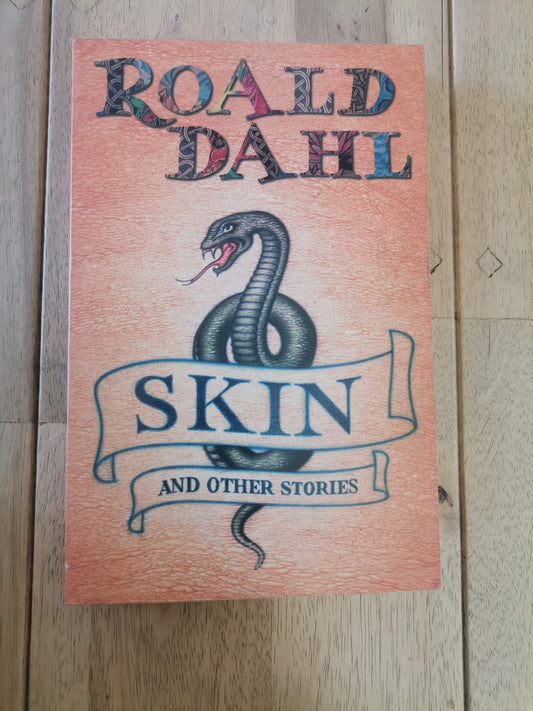 ROALD
DAHL
SKIN
AND OTHER STORIES